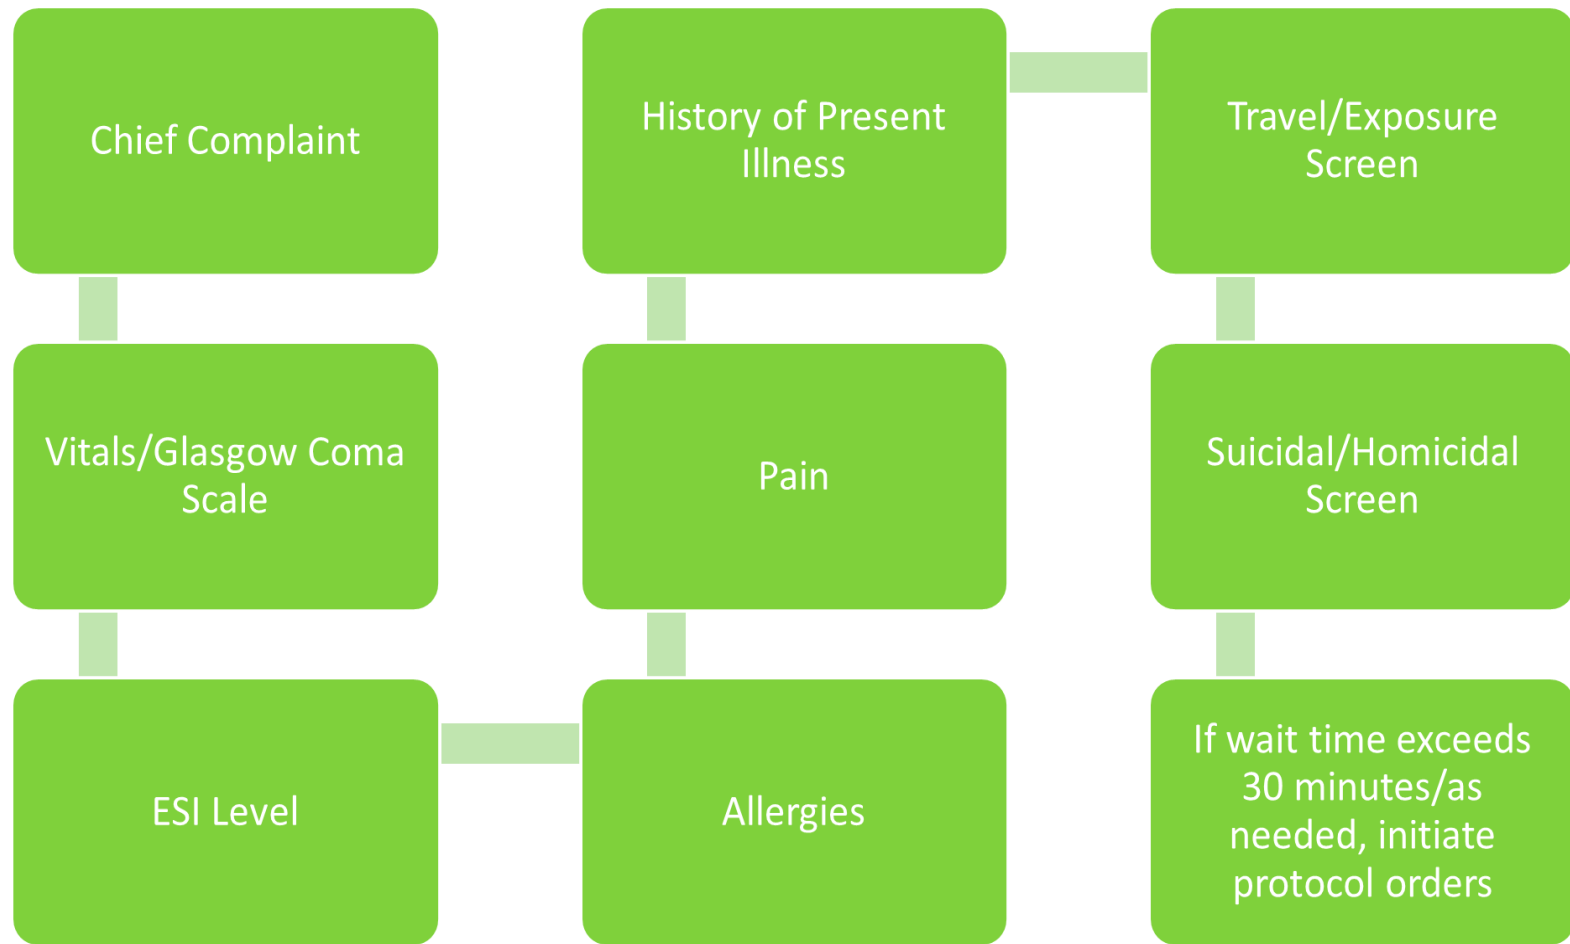 Chief Complaint
Vitals/Glasgow Coma
Scale
ESI Level
Allergies
Pain
History of Present
Illness
Travel/Exposure
Screen
Suicidal/Homicidal
Screen
If wait time exceeds
30 minutes/as
needed, initiate
protocol orders